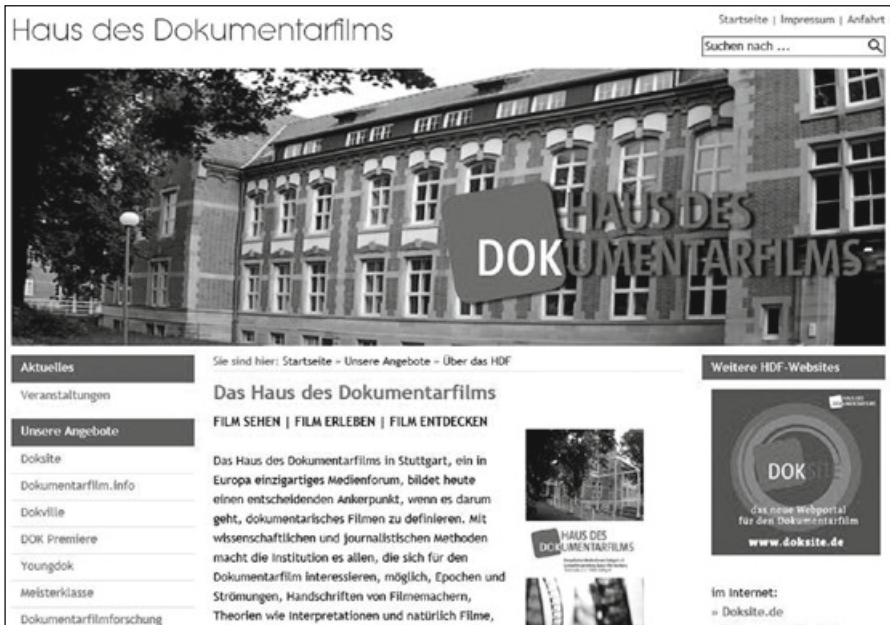 Haus des Dokumentarfilms
Startseite | Impressum | Anfahrt
Suchen nach ...
HAUS DES
DOKUMENTARFILMS
Aktuelles
Veranstaltungen
Unsere Angebote
Doksite
Dokumentarfilm.info
Dokville
DOK Premiere
Youngdok
Meisterklasse
Dokumentarfilmforschung
Sie sind hier: Startseite » Unsere Angebote » Über das HDF
Das Haus des Dokumentarfilms
FILM SEHEN | FILM ERLEBEN | FILM ENTDECKEN
Das Haus des Dokumentarfilms in Stuttgart, ein in
Europa einzigartiges Medienforum, bildet heute
einen entscheidenden Ankerpunkt, wenn es darum
geht, dokumentarisches Filmen zu definieren. Mit
wissenschaftlichen und journalistischen Methoden
macht die Institution es allen, die sich für den
Dokumentarfilm interessieren, möglich, Epochen und
Strömungen, Handschriften von Filmemachern,
Theorien wie Interpretationen und natürlich Filme,
HAUS DES
DOKUMENTARFILMS
Weitere HDF-Websites
DOKSITE
das neue Webportal
für den Dokumentarfilm
www.doksite.de
im Internet:
» Doksite.de